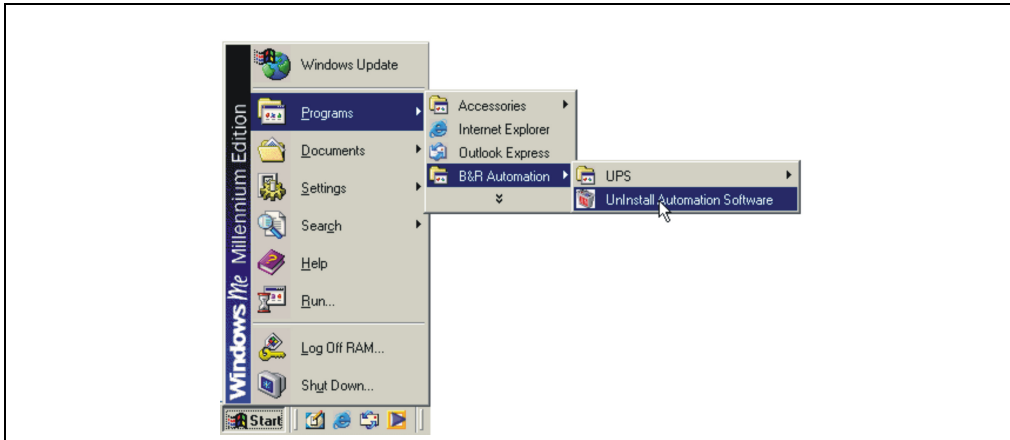 Windows Update
Programs
Documents
Settings
Search
Help
Run...
Log Off RAM...
Shut Down...
Windows Me Millennium Edition
Accessories
Internet Explorer
Outlook Express
B&R Automation
UPS
UnInstall Automation Software
Start